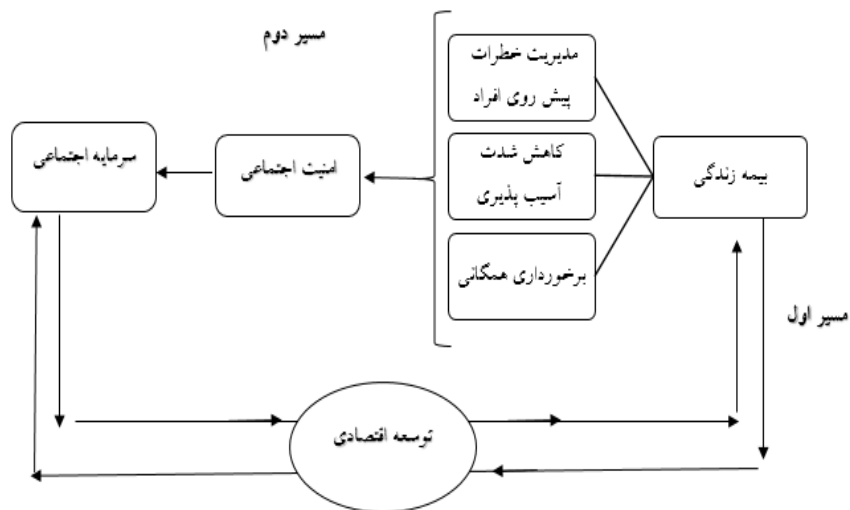 مسیر دوم
مدیریت خطرات
پیش روی افراد
کاهش شدت
آسیب پذیری
برخورداری همگانی
بیمه زندگی
امنیت اجتماعی
سرمایه اجتماعی
مسیر اول
توسعه اقتصادی